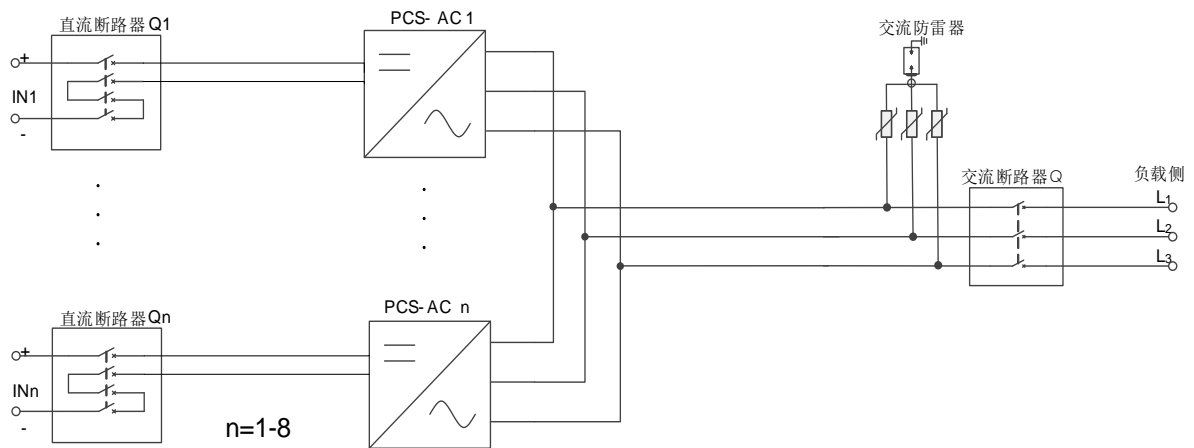 直流断路器Q1
PCS-AC 1
交流防雷器
+
IN1
-
交流断路器Q
负载侧
L1
L2
L3
直流断路器Qn
PCS-AC n
+
INn
-
n=1-8